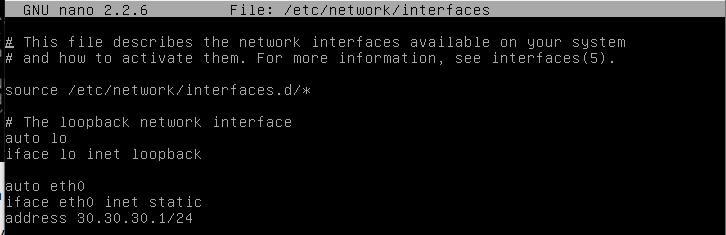 GNU nano 2.2.6 File: /etc/network/interfaces
# This file describes the network interfaces available on your system
# and how to activate them. For more information, see interfaces(5).
source /etc/network/interfaces.d/*
# The loopback network interface
auto lo
iface lo inet loopback
auto eth0
iface eth0 inet static
address 30.30.30.1/24